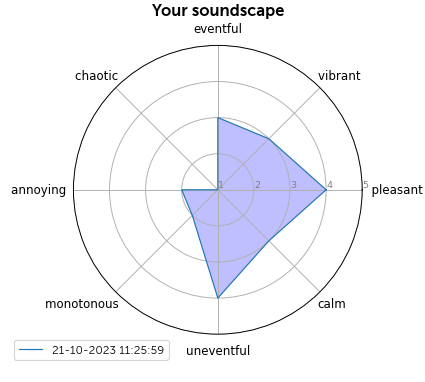 Your soundscape
eventful
chaotic
vibrant
annoying
1 2 3 4 5
pleasant
monotonous
calm
uneventful
21-10-2023 11:25:59